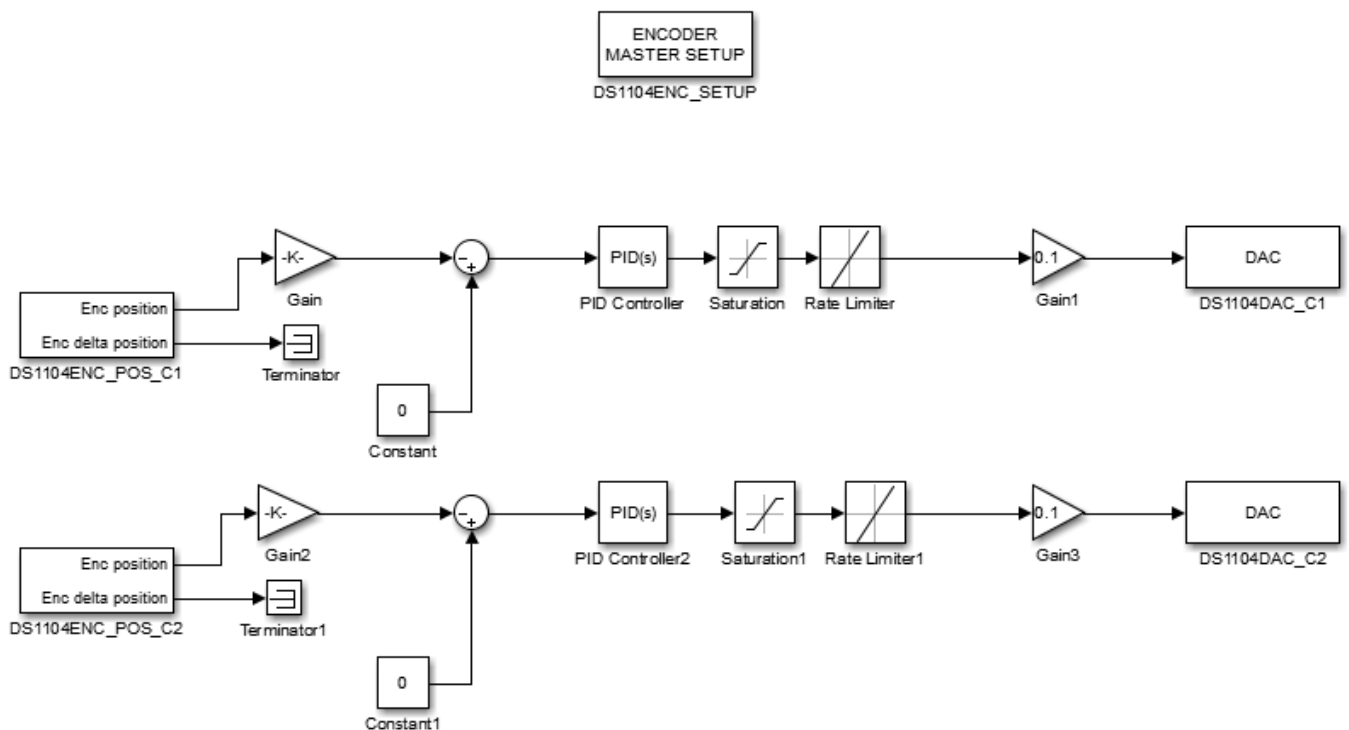 ENCODER
MASTER SETUP
DS1104ENC_SETUP
Enc position
Enc delta position
DS1104ENC_POS_C1
-K-
Gain
Terminator
0
Constant
PID(s)
PID Controller
Saturation
Rate Limiter
0.1
Gain1
DAC
DS1104DAC_C1
Enc position
Enc delta position
DS1104ENC_POS_C2
-K-
Gain2
Terminator1
0
Constant1
PID(s)
PID Controller2
Saturation1
Rate Limiter1
0.1
Gain3
DAC
DS1104DAC_C2